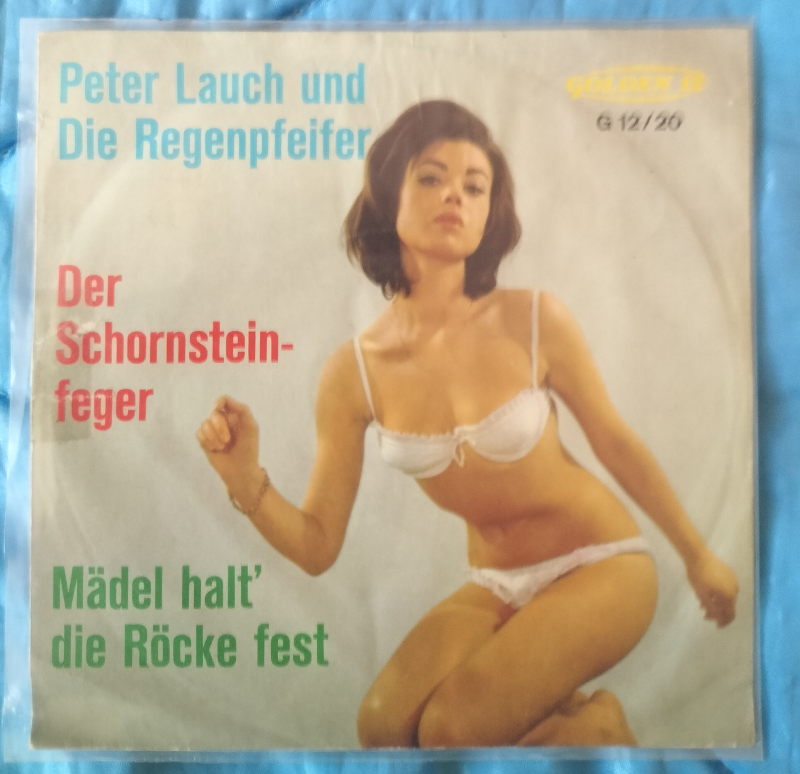 Peter Lauch und
Die Regenpfeifer
GOLDEN 12
G 12/20
Der
Schornstein-
feger
Mädel halt'
die Röcke fest